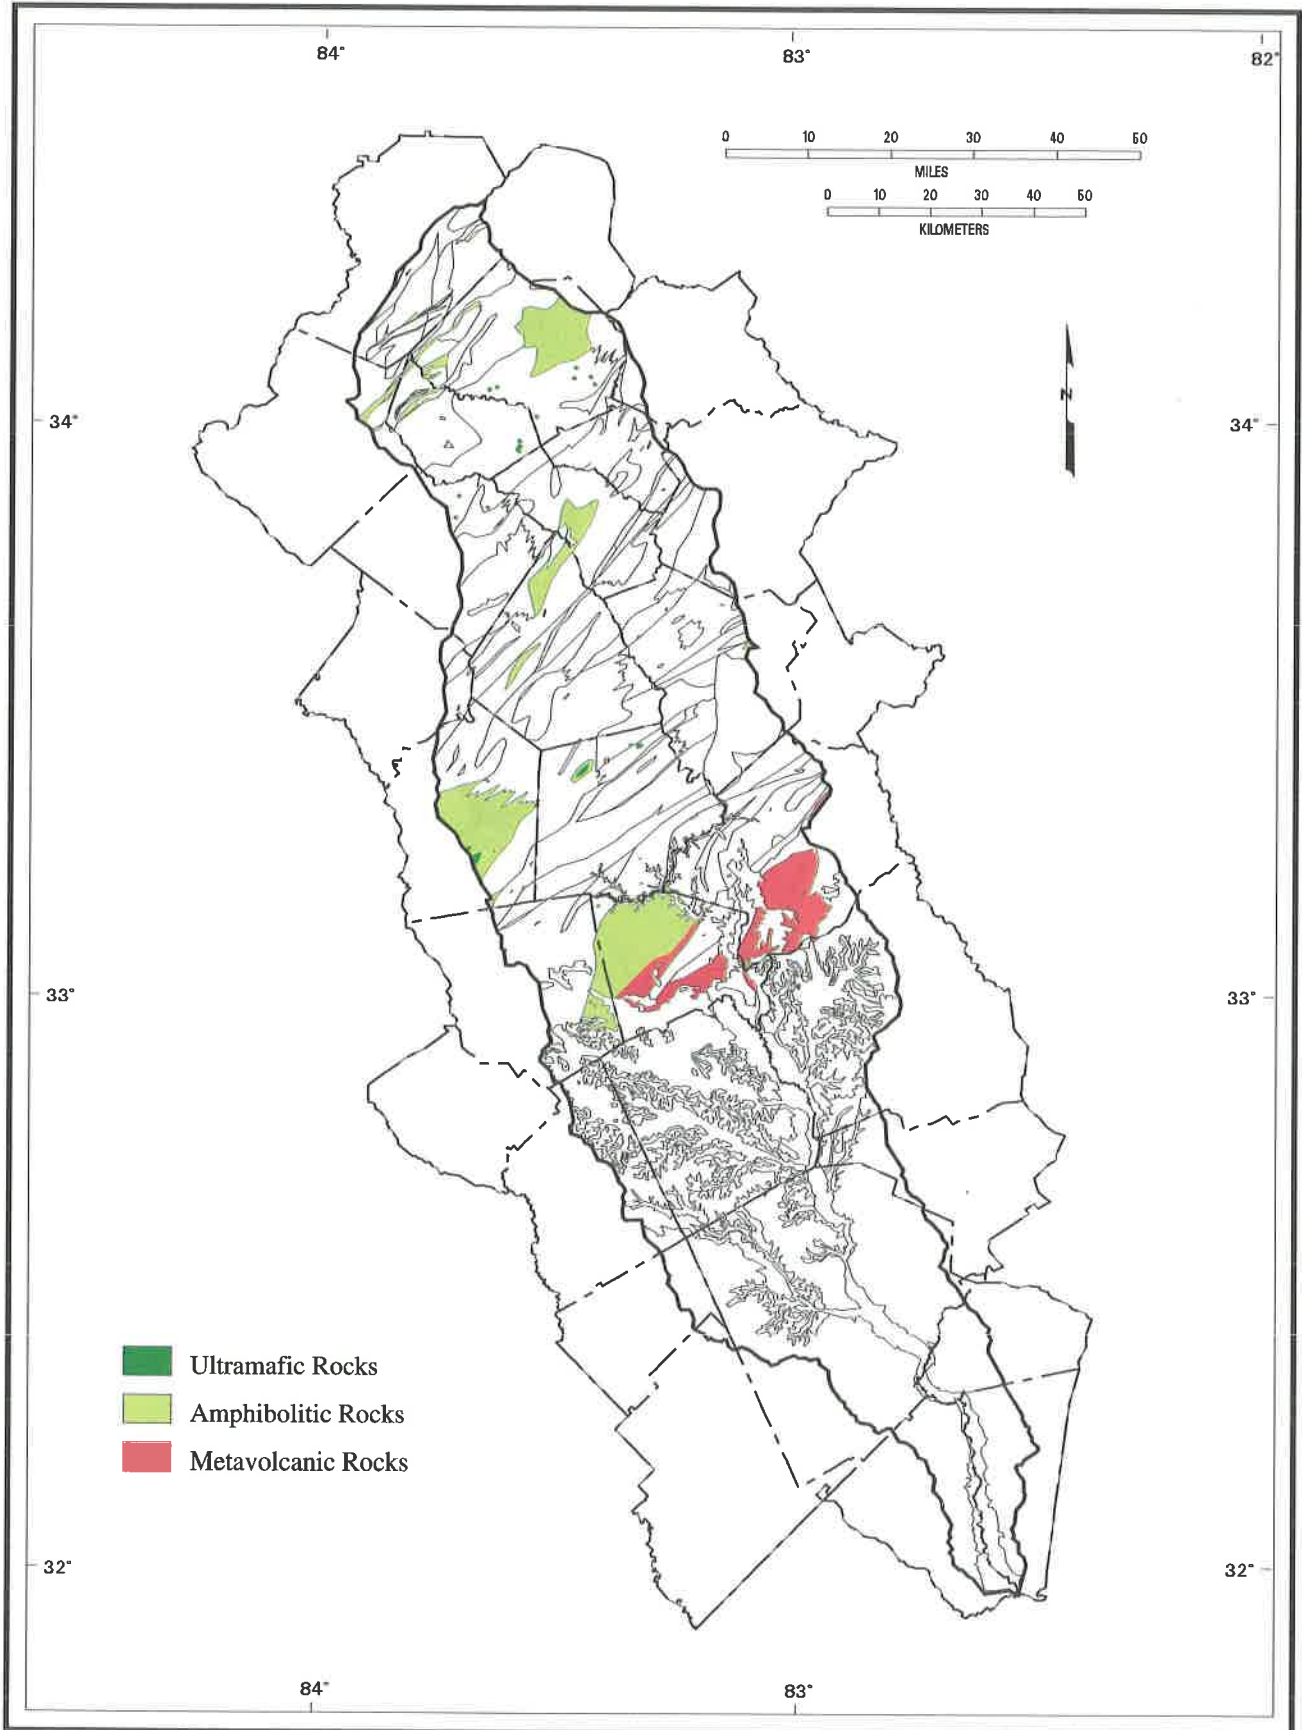 84° 83° 82°
0 10 20 30 40 50
MILES
0 10 20 30 40 50
KILOMETERS
N
34° 34°
33° 33°
Ultramafic Rocks
Amphibolitic Rocks
Metavolcanic Rocks
32° 32°
84° 83°